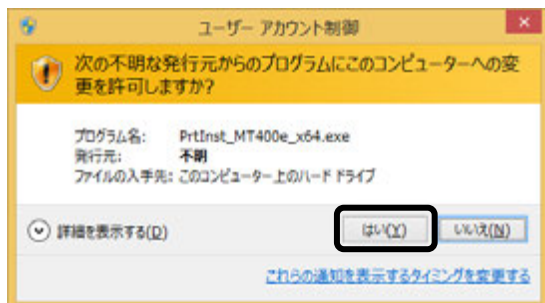 ユーザー アカウント制御
次の不明な発行元からのプログラムにこのコンピューターへの変
更を許可しますか?
プログラム名: PrtInst_MT400e_x64.exe
発行元: 不明
ファイルの入手先: このコンピューター上のハード ドライブ
詳細を表示する(D)
はい(Y)
いいえ(N)
これらの通知を表示するタイミングを変更する